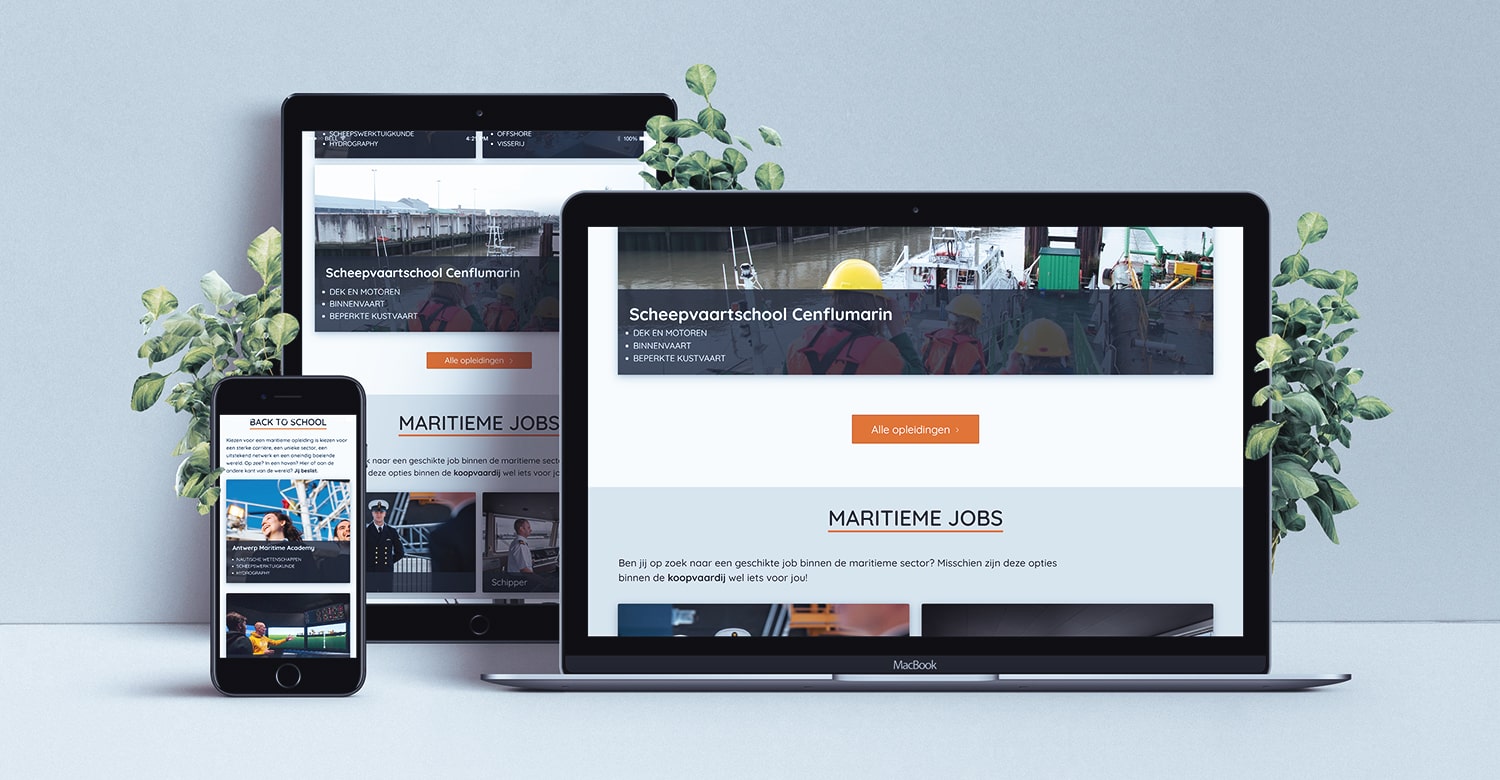 SCHEEPSWERKTUIGKUNDE
HYDROGRAPHY
OFFSHORE
VISSERIJ
BELL
4:21 PM
100%
Scheepvaartschool Cenflumarin
DEK EN MOTOREN
BINNENVAART
BEPERKTE KUSTVAART
Alle opleidingen
MARITIEME JOBS
naar een geschikte job binnen de maritieme
deze opties binnen de koopvaardij wel iets voor
Schipper
BACK TO SCHOOL
Kiezen voor een maritieme opleiding is kiezen voor
een sterke carrière, een unieke sector, een
uitstekend netwerk en een oneindig boeiende
wereld. Op zee? In een haven? Hier of aan de
andere kant van de wereld? Jij beslist.
Antwerp Maritime Academy
NAUTISCHE WETENSCHAPPEN
SCHEEPSWERKTUIGKUNDE
HYDROGRAPHY
Scheepvaartschool Cenflumarin
DEK EN MOTOREN
BINNENVAART
BEPERKTE KUSTVAART
Alle opleidingen
MARITIEME JOBS
Ben jij op zoek naar een geschikte job binnen de maritieme sector? Misschien zijn deze opties
binnen de koopvaardij wel iets voor jou!
MacBook